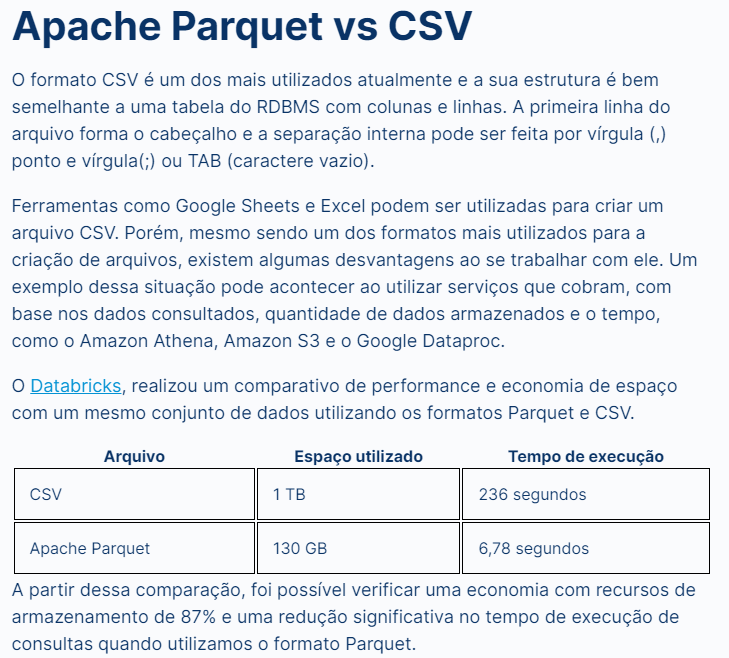 Apache Parquet vs CSV
O formato CSV é um dos mais utilizados atualmente e a sua estrutura é bem
semelhante a uma tabela do RDBMS com colunas e linhas. A primeira linha do
arquivo forma o cabeçalho e a separação interna pode ser feita por vírgula (,)
ponto e vírgula(;) ou TAB (caractere vazio).
Ferramentas como Google Sheets e Excel podem ser utilizadas para criar um
arquivo CSV. Porém, mesmo sendo um dos formatos mais utilizados para a
criação de arquivos, existem algumas desvantagens ao se trabalhar com ele. Um
exemplo dessa situação pode acontecer ao utilizar serviços que cobram, com
base nos dados consultados, quantidade de dados armazenados e o tempo,
como o Amazon Athena, Amazon S3 e o Google Dataproc.
O Databricks, realizou um comparativo de performance e economia de espaço
com um mesmo conjunto de dados utilizando os formatos Parquet e CSV.
Arquivo Espaço utilizado Tempo de execução
CSV 1 TB 236 segundos
Apache Parquet 130 GB 6,78 segundos
A partir dessa comparação, foi possível verificar uma economia com recursos de
armazenamento de 87% e uma redução significativa no tempo de execução de
consultas quando utilizamos o formato Parquet.